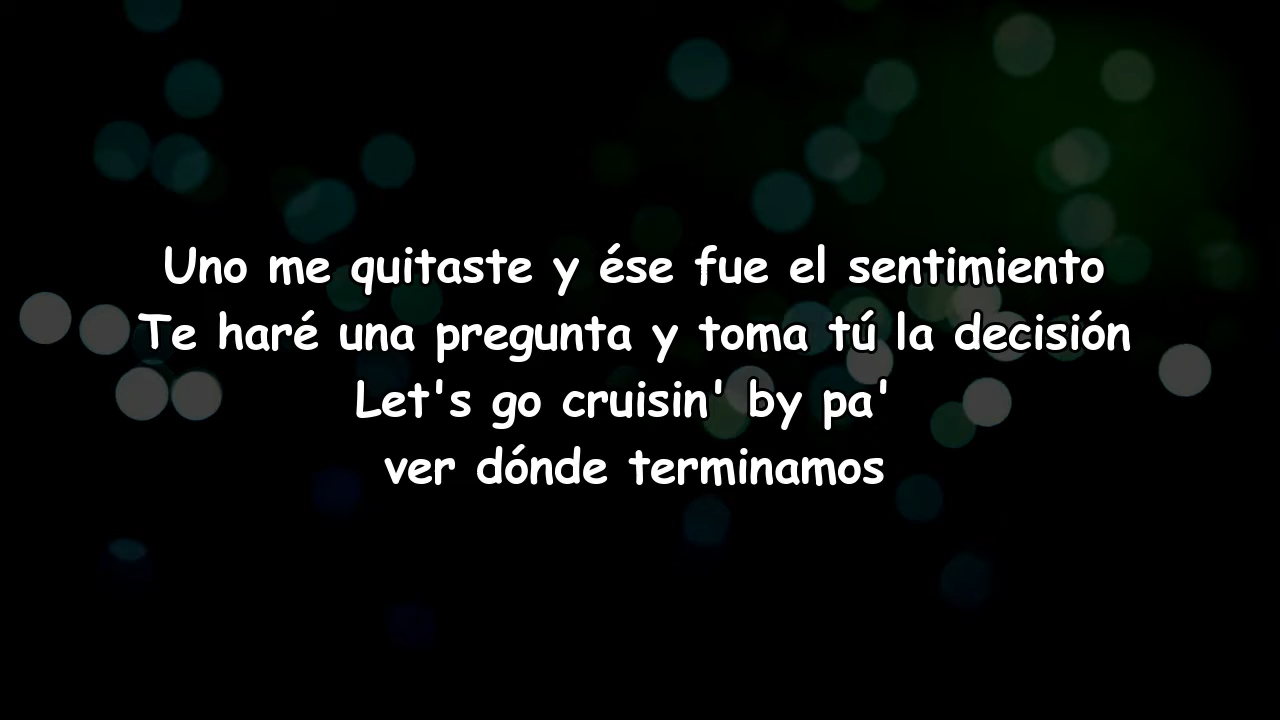 Uno me quitaste y ése fue el sentimiento
Te haré una pregunta y toma tú la decisión
Let's go cruisin' by pa'
ver dónde terminamos